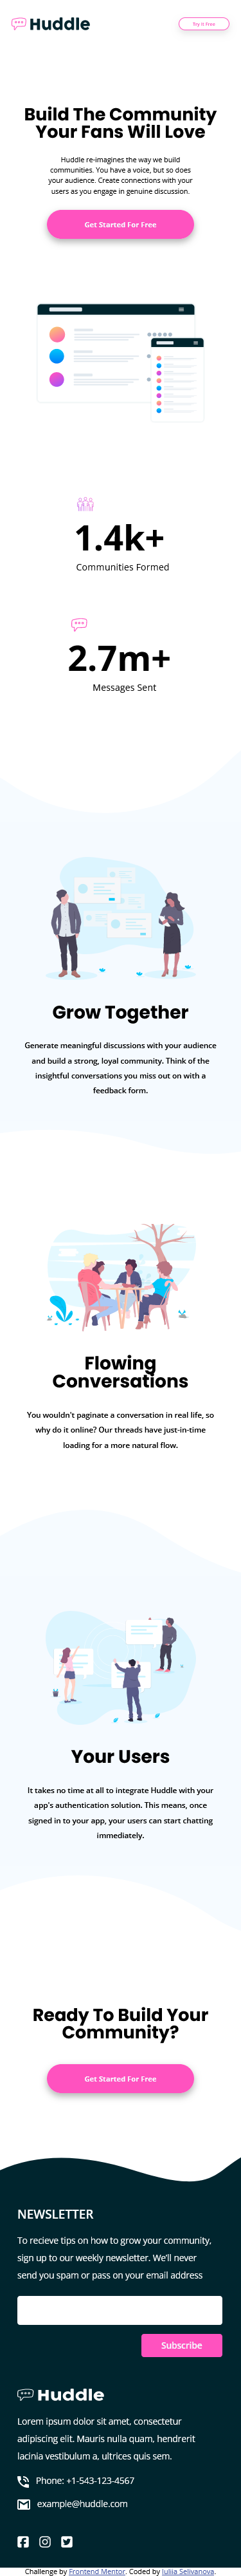 Huddle
Try it Free
Build The Community
Your Fans Will Love
Huddle re-imagines the way we build
communities. You have a voice, but so does
your audience. Create connections with your
users as you engage in genuine discussion.
Get Started For Free
1.4k+
Communities Formed
2.7m+
Messages Sent
Grow Together
Generate meaningful discussions with your audience
and build a strong, loyal community. Think of the
insightful conversations you miss out on with a
feedback form.
Flowing
Conversations
You wouldn't paginate a conversation in real life, so
why do it online? Our threads have just-in-time
loading for a more natural flow.
Your Users
It takes no time at all to integrate Huddle with your
app's authentication solution. This means, once
signed in to your app, your users can start chatting
immediately.
Ready To Build Your
Community?
Get Started For Free
NEWSLETTER
To recieve tips on how to grow your community,
sign up to our weekly newsletter. We'll never
send you spam or pass on your email address
Subscribe
Huddle
Lorem ipsum dolor sit amet, consectetur
adipiscing elit. Mauris nulla quam, hendrerit
lacinia vestibulum a, ultrices quis sem.
Phone: +1-543-123-4567
example@huddle.com
Challenge by Frontend Mentor. Coded by Iuliia Selivanova.